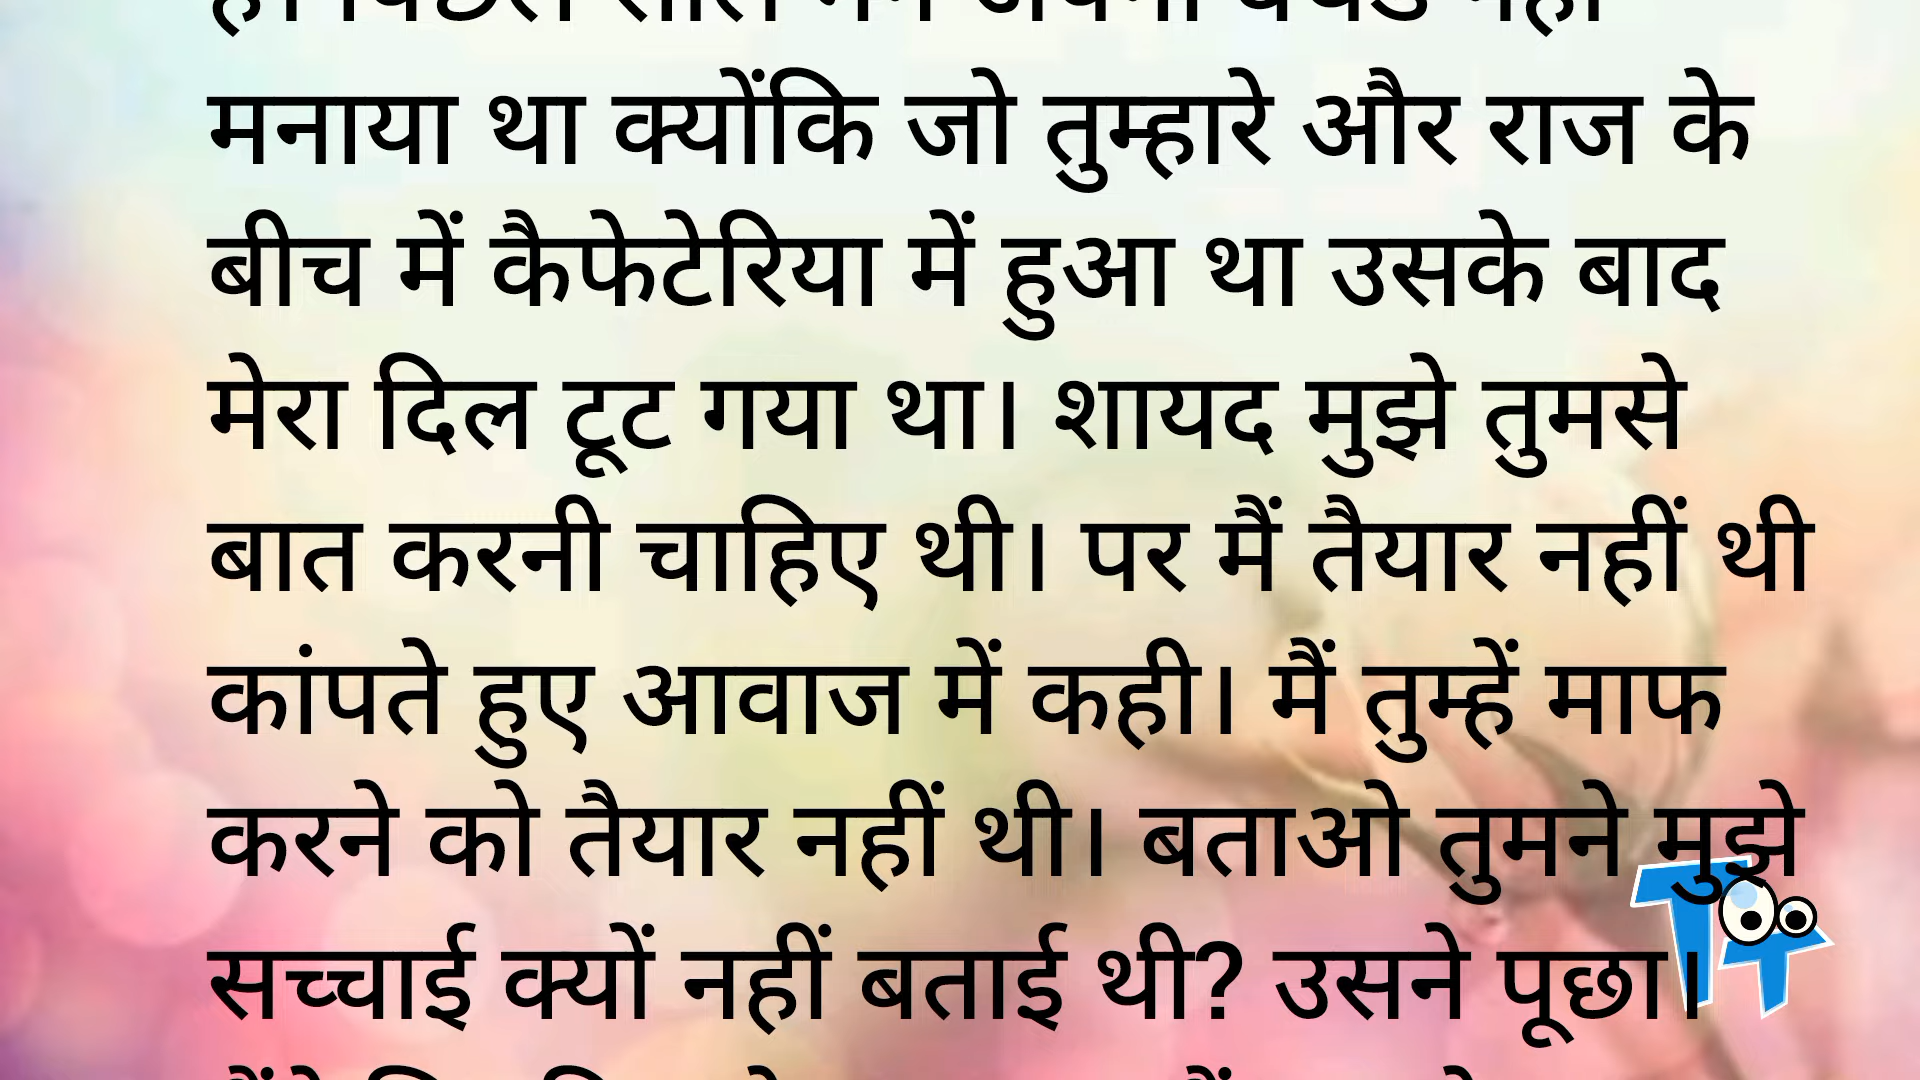 मनाया था क्योंकि जो तुम्हारे और राज के
बीच में कैफेटेरिया में हुआ था उसके बाद
मेरा दिल टूट गया था। शायद मुझे तुमसे
बात करनी चाहिए थी। पर मैं तैयार नहीं थी
कांपते हुए आवाज में कही। मैं तुम्हें माफ
करने को तैयार नहीं थी। बताओ तुमने मुझे
सच्चाई क्यों नहीं बताई थी? उसने पूछा।